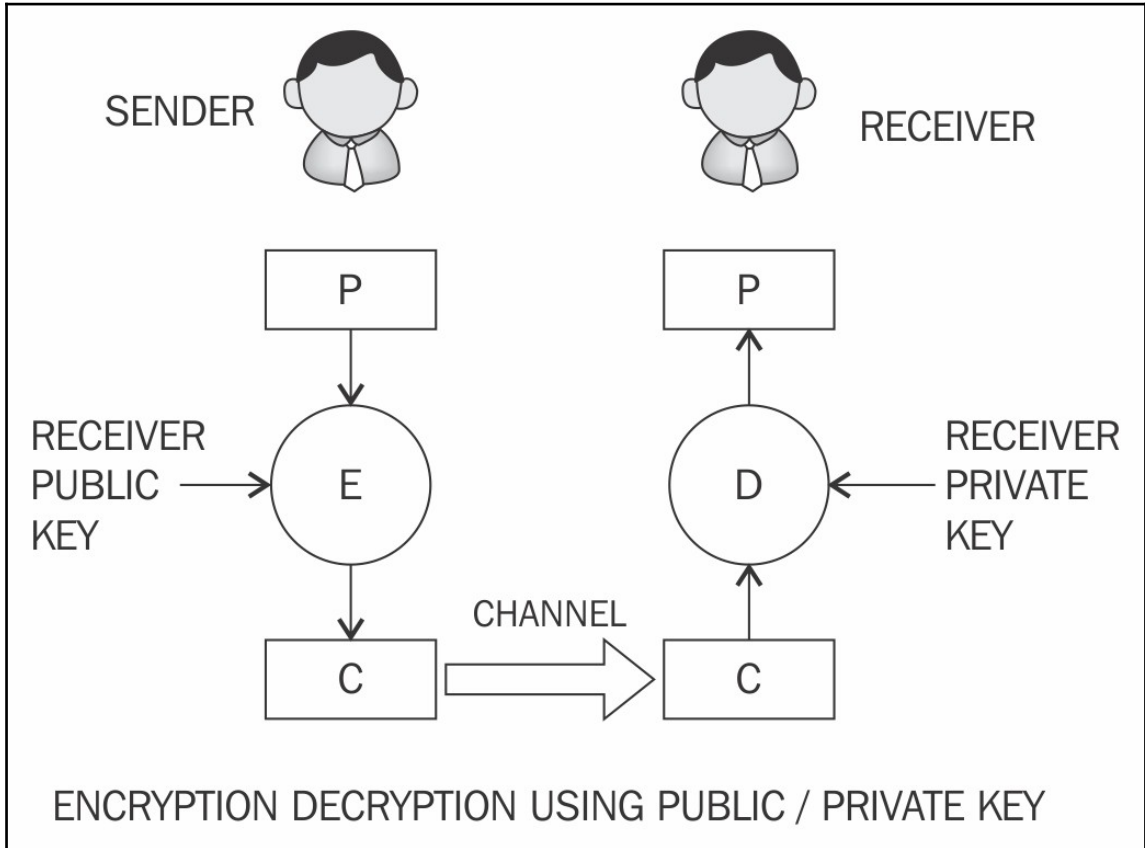 SENDER
RECEIVER
P
P
RECEIVER
PUBLIC
KEY
E
D
RECEIVER
PRIVATE
KEY
CHANNEL
C
C
ENCRYPTION DECRYPTION USING PUBLIC / PRIVATE KEY